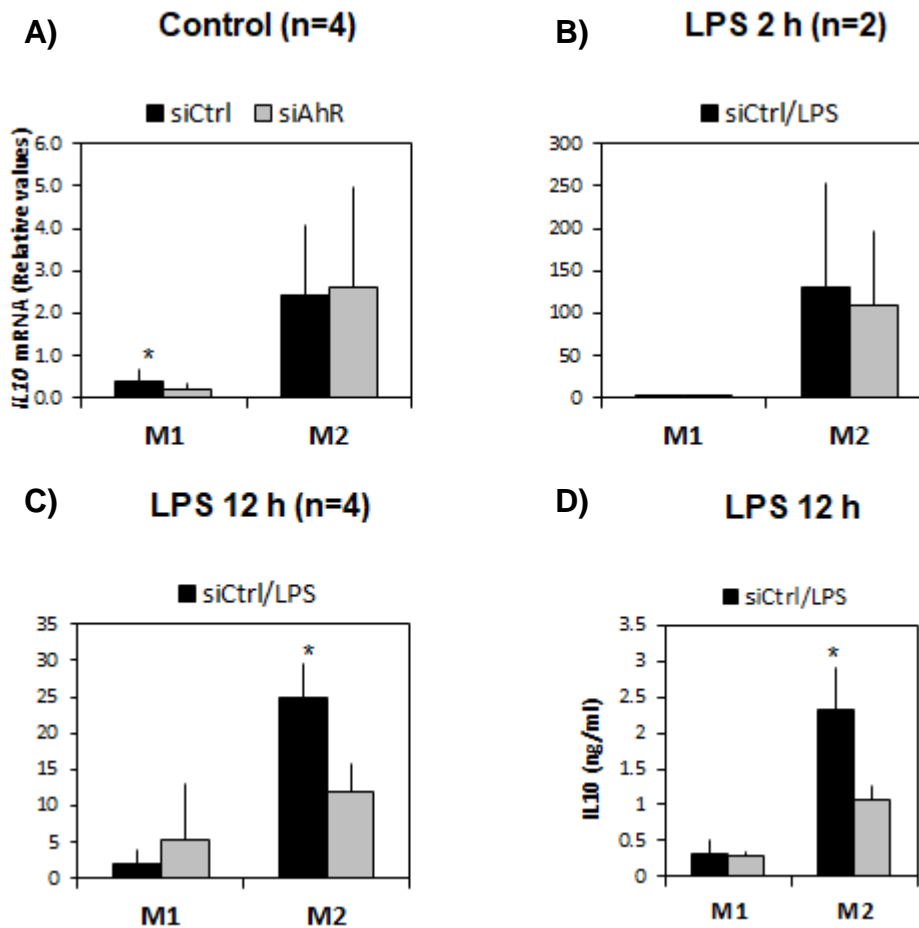 A) Control (n=4)
siCtrl siAhR
IL10 mRNA (Relative values)
6.0
5.0
4.0
3.0
2.0
1.0
0.0
*
M1 M2
B) LPS 2 h (n=2)
siCtrl/LPS
300
250
200
150
100
50
0
M1 M2
C) LPS 12 h (n=4)
siCtrl/LPS
35
30
25
20
15
10
5
0
*
M1 M2
D) LPS 12 h
siCtrl/LPS
IL10 (ng/ml)
3.5
3
2.5
2
1.5
1
0.5
0
*
M1 M2